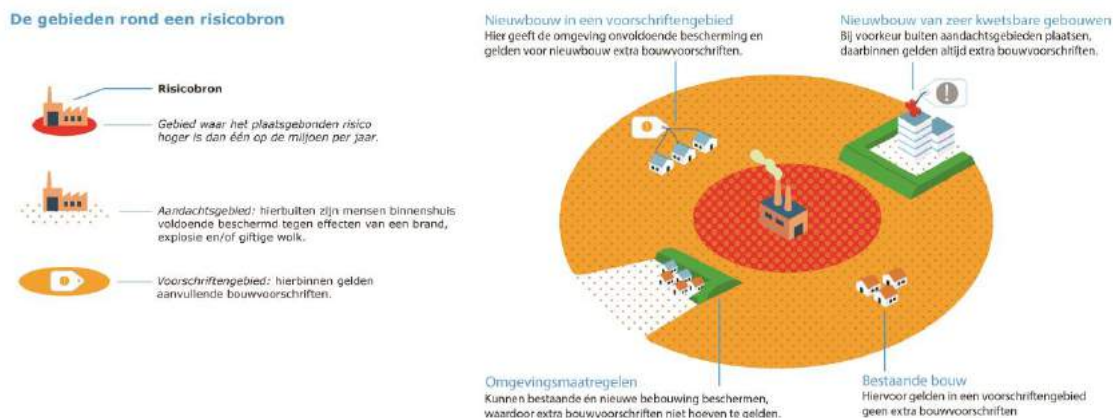 De gebieden rond een risicobron
Risicobron
Gebied waar het plaatsgebonden risico
hoger is dan één op de miljoen per jaar.
Aandachtsgebied: hierbuiten zijn mensen binnenshuis
voldoende beschermd tegen effecten van een brand,
explosie en/of giftige wolk.
Voorschriftengebied: hierbinnen gelden
aanvullende bouwvoorschriften.
Nieuwbouw in een voorschriftengebied
Hier geeft de omgeving onvoldoende bescherming en
gelden voor nieuwbouw extra bouwvoorschriften.
Nieuwbouw van zeer kwetsbare gebouwen
Bij voorkeur buiten aandachtsgebieden plaatsen,
daarbinnen gelden altijd extra bouwvoorschriften.
Omgevingsmaatregelen
Kunnen bestaande én nieuwe bebouwing beschermen,
waardoor extra bouwvoorschriften niet hoeven te gelden.
Bestaande bouw
Hiervoor gelden in een voorschriftengebied
geen extra bouwvoorschriften